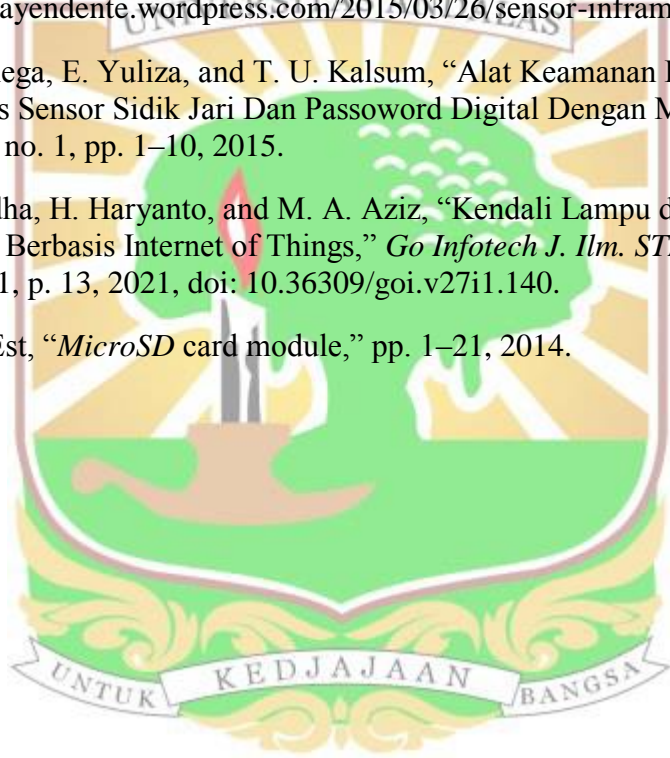 ayendente.wordpress.com/2015/03/26/sensor-infram
UNIVERSITAS ANDALAS
ega, E. Yuliza, and T. U. Kalsum, “Alat Keamanan
s Sensor Sidik Jari Dan Passoword Digital Dengan M
no. 1, pp. 1–10, 2015.
dha, H. Haryanto, and M. A. Aziz, “Kendali Lampu d
Berbasis Internet of Things,” Go Infotech J. Ilm. ST
1, p. 13, 2021, doi: 10.36309/goi.v27i1.140.
Est, “MicroSD card module,” pp. 1–21, 2014.
UNTUK KEDJAJAAN BANGSA